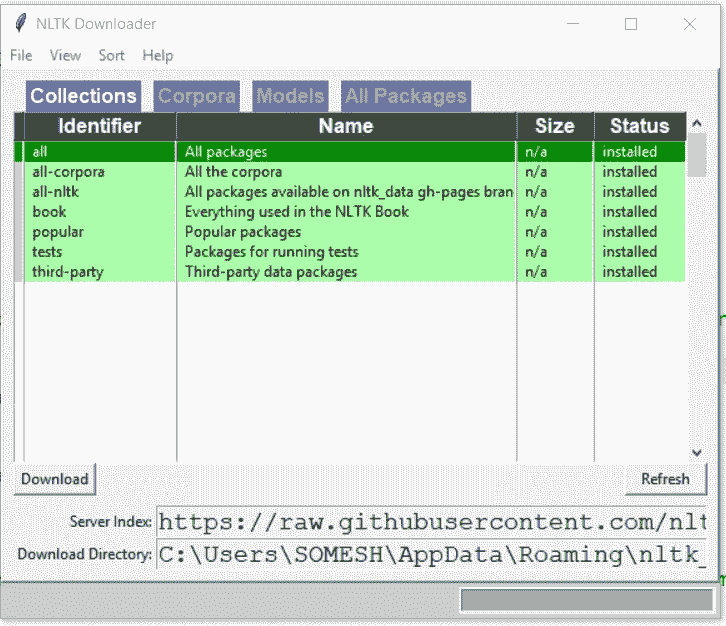 NLTK Downloader
File View Sort Help
Collections Corpora Models All Packages
Identifier Name Size Status
all All packages n/a installed
all-corpora All the corpora n/a installed
all-nltk All packages available on nltk_data gh-pages bran n/a installed
book Everything used in the NLTK Book n/a installed
popular Popular packages n/a installed
tests Packages for running tests n/a installed
third-party Third-party data packages n/a installed
Download Refresh
Server Index: https://raw.githubusercontent.com/nlt
Download Directory: C:\Users\SOMESH\AppData\Roaming\nltk_